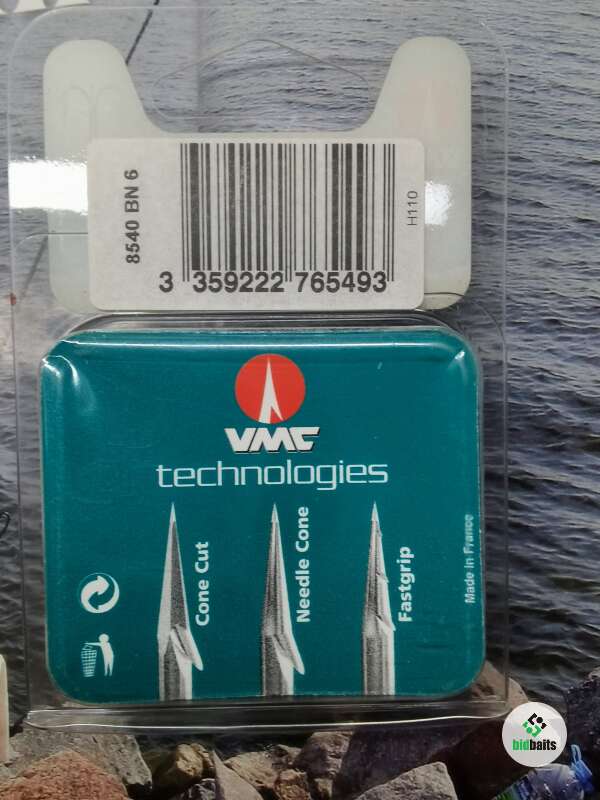 8540 BN 6
H110
3 359222 765493
VMC
technologies
Cone Cut
Needle Cone
Fastgrip
Made in France
bidbaits